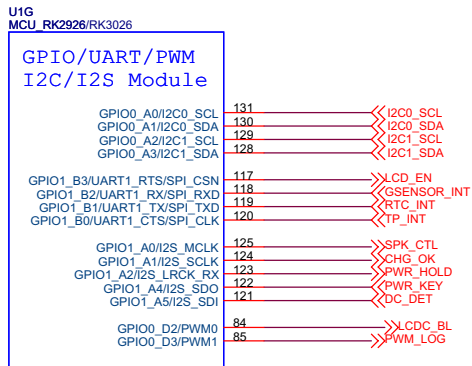 U1G
MCU_RK2926/RK3026
GPIO/UART/PWM
I2C/I2S Module
GPIO0_A0/I2C0_SCL 131 I2C0_SCL
GPIO0_A1/I2C0_SDA 130 I2C0_SDA
GPIO0_A2/I2C1_SCL 129 I2C1_SCL
GPIO0_A3/I2C1_SDA 128 I2C1_SDA
GPIO1_B3/UART1_RTS/SPI_CSN 117 LCD_EN
GPIO1_B2/UART1_RX/SPI_RXD 118 GSENSOR_INT
GPIO1_B1/UART1_TX/SPI_TXD 119 RTC_INT
GPIO1_B0/UART1_CTS/SPI_CLK 120 TP_INT
GPIO1_A0/I2S_MCLK 125 SPK_CTL
GPIO1_A1/I2S_SCLK 124 CHG_OK
GPIO1_A2/I2S_LRCK_RX 123 PWR_HOLD
GPIO1_A4/I2S_SDO 122 PWR_KEY
GPIO1_A5/I2S_SDI 121 DC_DET
GPIO0_D2/PWM0 84 LCDC_BL
GPIO0_D3/PWM1 85 PWM_LOG